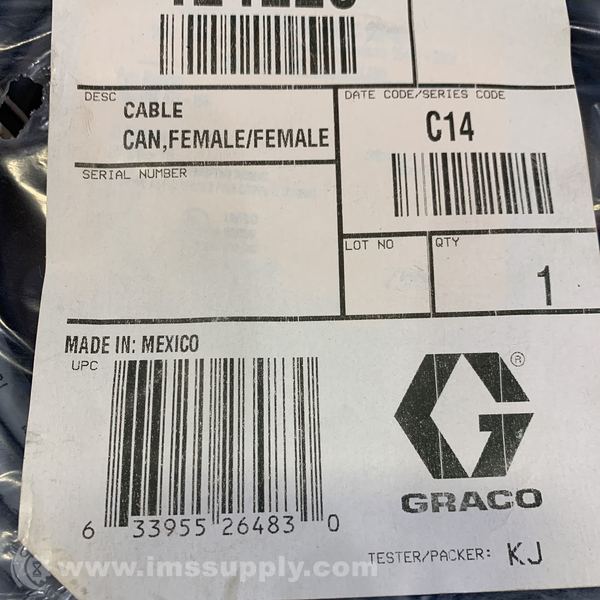 DESC
CABLE
CAN,FEMALE/FEMALE
DATE CODE/SERIES CODE
C14
SERIAL NUMBER
LOT NO
QTY
1
MADE IN: MEXICO
UPC
6 33955 26483 0
G®
GRACO
TESTER/PACKER: KJ
www.imssupply.com